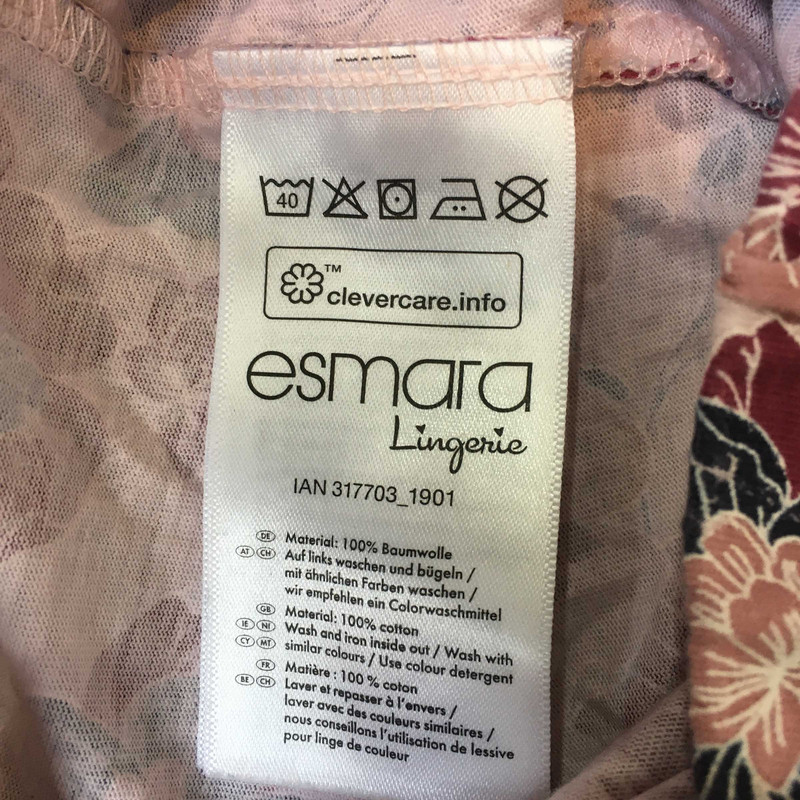 40
™
clevercare.info
esmara
Lingerie
IAN 317703_1901
DE Material: 100% Baumwolle
AT CH Auf links waschen und bügeln /
mit ähnlichen Farben waschen /
wir empfehlen ein Colorwaschmittel
GB Material: 100% cotton
IE NI Wash and iron inside out / Wash with
CY MT similar colours / Use colour detergent
FR Matière : 100 % coton
BE CH Laver et repasser à l'envers /
laver avec des couleurs similaires /
nous conseillons l'utilisation de lessive
pour linge de couleur